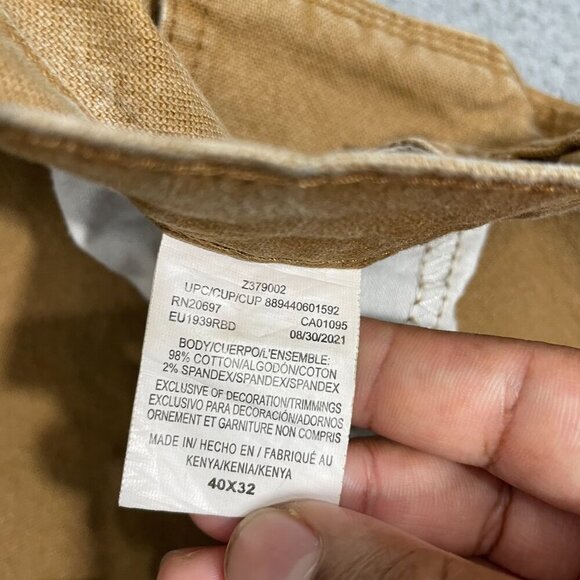 Z379002
UPC/CUP/CUP 889440601592
RN20697 CA01095
EU1939RBD 08/30/2021
BODY/CUERPO/L'ENSEMBLE:
98% COTTON/ALGODÓN/COTON
2% SPANDEX/SPANDEX/SPANDEX
EXCLUSIVE OF DECORATION/TRIMMINGS
EXCLUSIVO PARA DECORACIÓN/ADORNOS
ORNEMENT ET GARNITURE NON COMPRIS
MADE IN/ HECHO EN / FABRIQUÉ AU
KENYA/KENIA/KENYA
40X32